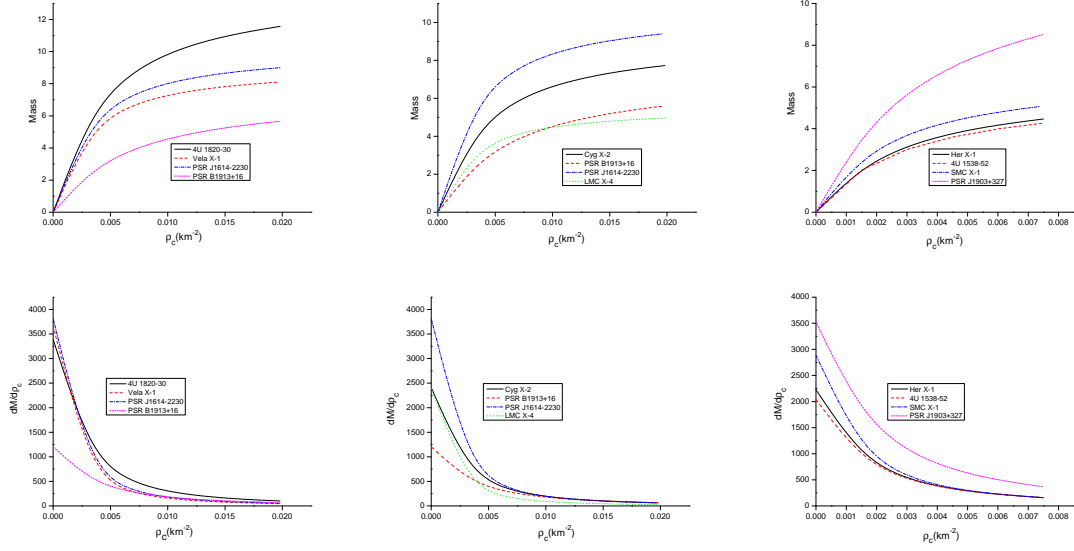 12
10
8
6
4
2
0
Mass
0.000 0.005 0.010 0.015 0.020
ρc(km-2)
4U 1820-30
Vela X-1
PSR J1614-2230
PSR B1913+16
10
8
6
4
2
0
Mass
0.000 0.005 0.010 0.015 0.020
ρc(km-2)
Cyg X-2
PSR B1913+16
PSR J1614-2230
LMC X-4
10
8
6
4
2
0
Mass
0.000 0.001 0.002 0.003 0.004 0.005 0.006 0.007 0.008
ρc(km-2)
Her X-1
4U 1538-52
SMC X-1
PSR J1903+327
4000
3500
3000
2500
2000
1500
1000
500
0
dM/dρc
0.000 0.005 0.010 0.015 0.020
ρc(km-2)
4U 1820-30
Vela X-1
PSR J1614-2230
PSR B1913+16
4000
3500
3000
2500
2000
1500
1000
500
0
dM/dρc
0.000 0.005 0.010 0.015 0.020
ρc(km-2)
Cyg X-2
PSR B1913+16
PSR J1614-2230
LMC X-4
4000
3500
3000
2500
2000
1500
1000
500
0
dM/dρc
0.000 0.001 0.002 0.003 0.004 0.005 0.006 0.007 0.008
ρc(km-2)
Her X-1
4U 1538-52
SMC X-1
PSR J1903+327